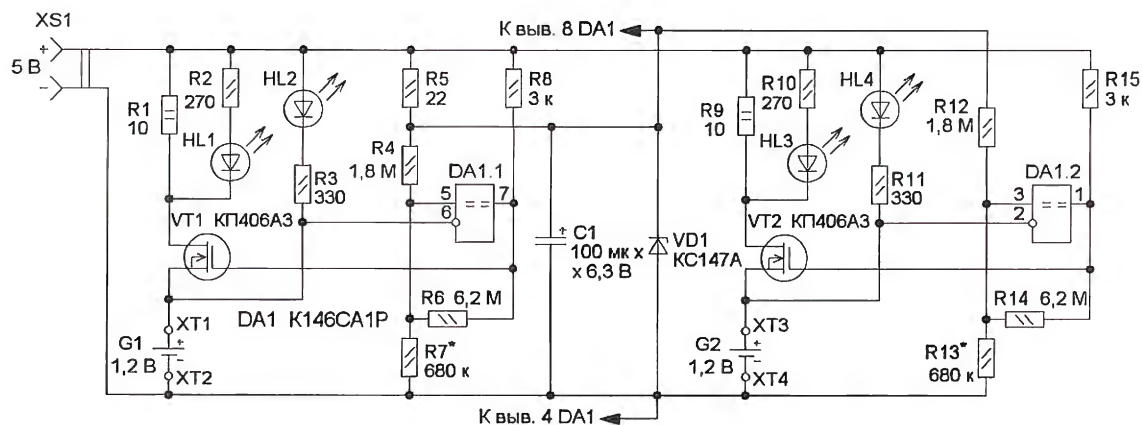 XS1
+
5 В
−
К выв. 8 DA1
R1
10
R2
270
HL1
HL2
R3
330
R5
22
R4
1,8 М
R8
3 к
DA1.1
5
6
= =
7
VT1 КП406А3
C1
+
100 мк х
х 6,3 В
VD1
КС147А
R6 6,2 М
DA1 К146СА1Р
XT1
G1
+
1,2 В
−
XT2
R7*
680 к
К выв. 4 DA1
R9
10
R10
270
HL3
HL4
R11
330
R12
1,8 М
R15
3 к
DA1.2
3
2
= =
1
VT2 КП406А3
R14 6,2 М
XT3
G2
+
1,2 В
−
XT4
R13*
680 к